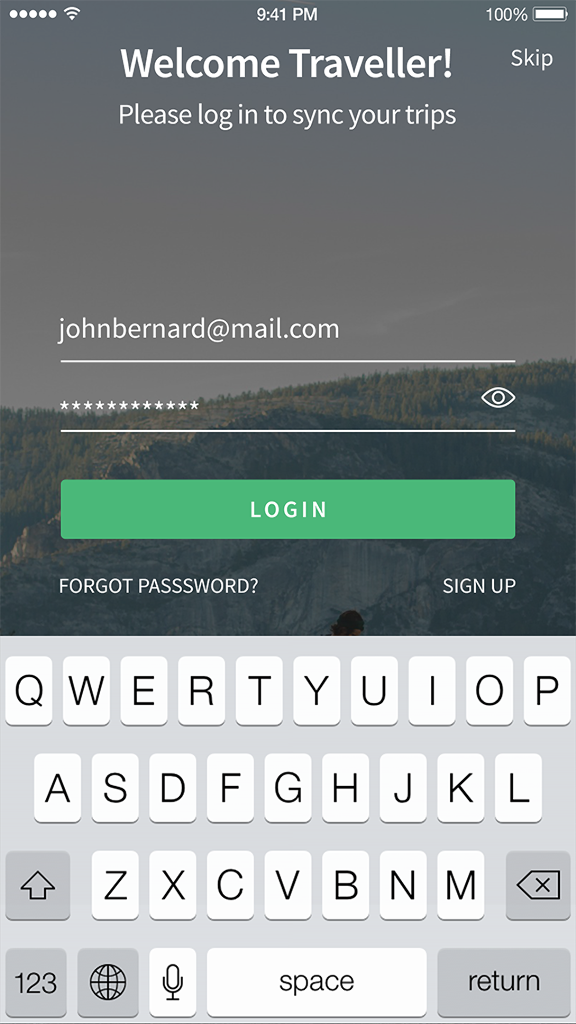 9:41 PM 100%
Welcome Traveller!
Skip
Please log in to sync your trips
johnbernard@mail.com
************
LOGIN
FORGOT PASSSWORD? SIGN UP
Q W E R T Y U I O P
A S D F G H J K L
Z X C V B N M
123 space return